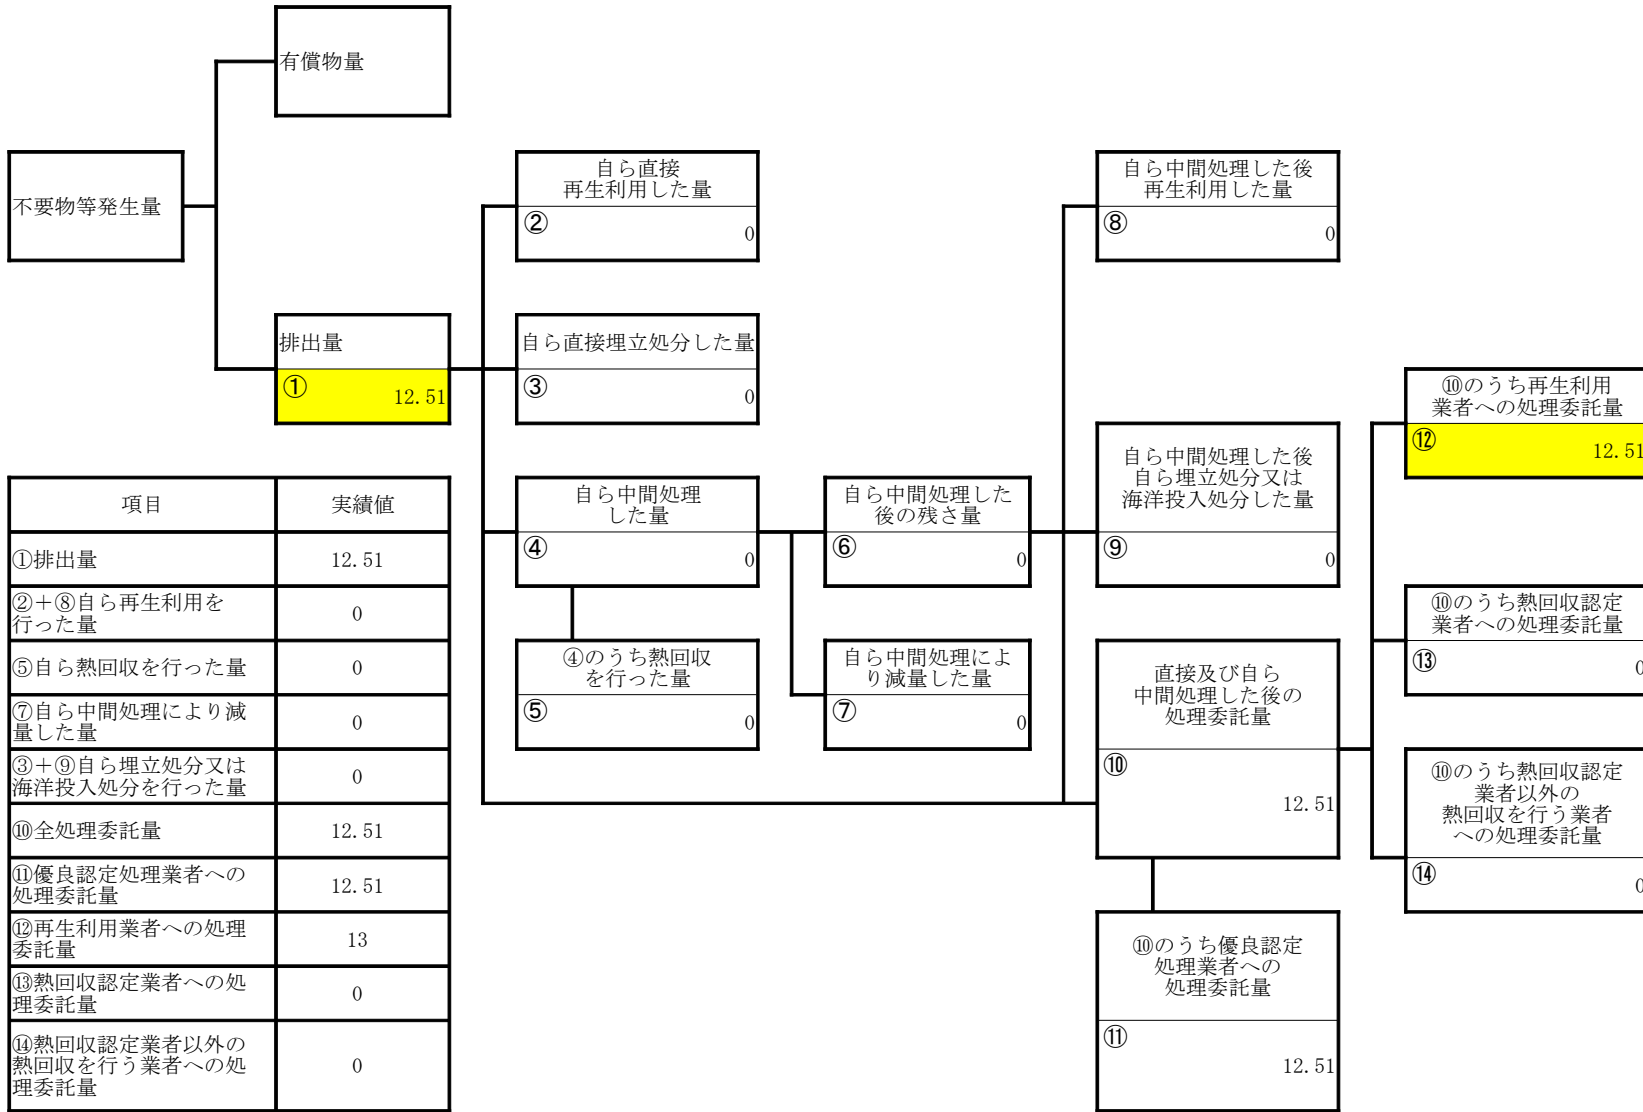 有償物量
不要物等発生量
排出量
①
12.51
自ら直接
再生利用した量
②
0
自ら直接埋立処分した量
③
0
自ら中間処理
した量
④
0
④のうち熱回収
を行った量
⑤
0
自ら中間処理した
後の残さ量
⑥
0
自ら中間処理によ
り減量した量
⑦
0
自ら中間処理した後
再生利用した量
⑧
0
自ら中間処理した後
自ら埋立処分又は
海洋投入処分した量
⑨
0
直接及び自ら
中間処理した後の
処理委託量
⑩
12.51
⑩のうち優良認定
処理業者への
処理委託量
⑪
12.51
⑩のうち再生利用
業者への処理委託量
⑫
12.51
⑩のうち熱回収認定
業者への処理委託量
⑬
0
⑩のうち熱回収認定
業者以外の
熱回収を行う業者
への処理委託量
⑭
0
項目 実績値
①排出量 12.51
②＋⑧自ら再生利用を
行った量 0
⑤自ら熱回収を行った量 0
⑦自ら中間処理により減
量した量 0
③＋⑨自ら埋立処分又は
海洋投入処分を行った量 0
⑩全処理委託量 12.51
⑪優良認定処理業者への
処理委託量 12.51
⑫再生利用業者への処理
委託量 13
⑬熱回収認定業者への処
理委託量 0
⑭熱回収認定業者以外の
熱回収を行う業者への処
理委託量 0